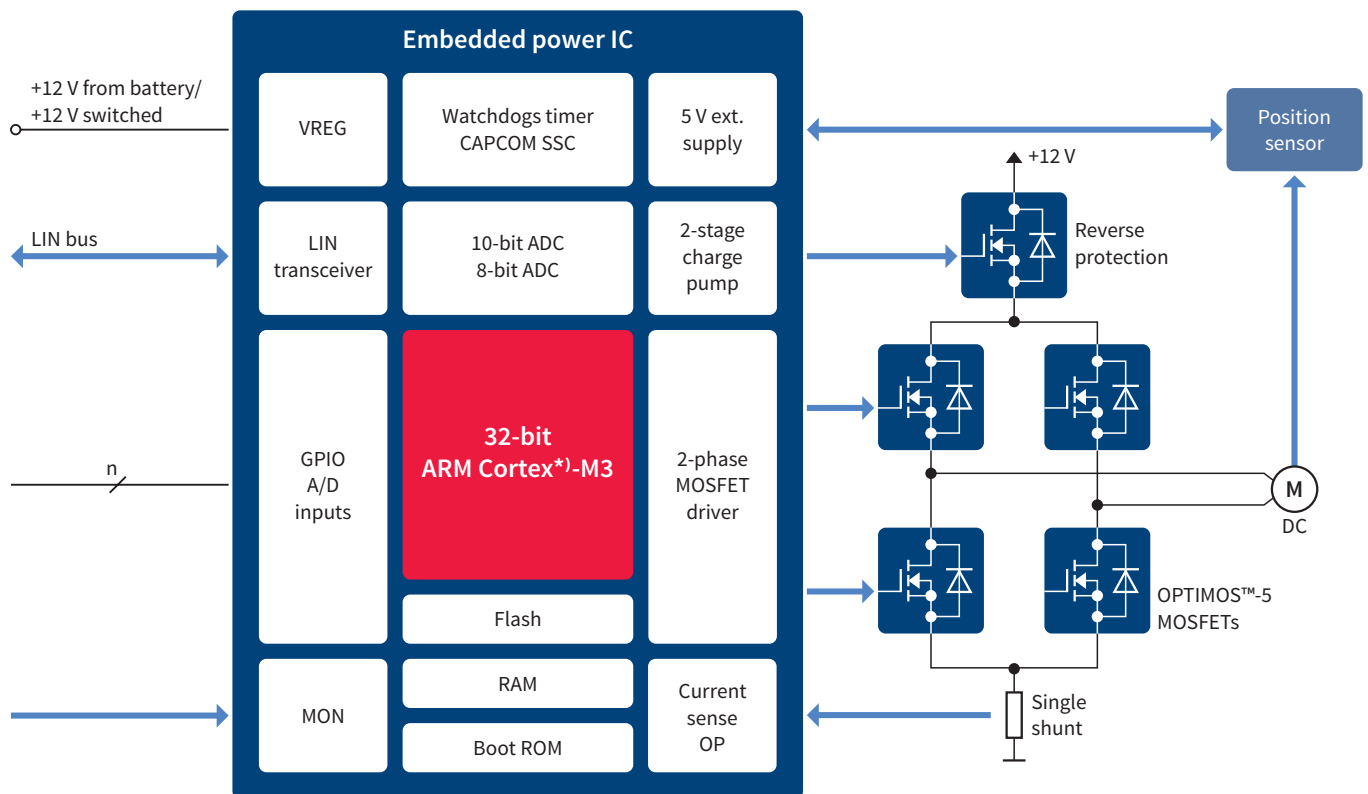 Embedded power IC
+12 V from battery/
+12 V switched
VREG
Watchdogs timer
CAPCOM SSC
5 V ext.
supply
Position
sensor
+12 V
LIN bus
LIN
transceiver
10-bit ADC
8-bit ADC
2-stage
charge
pump
Reverse
protection
n
GPIO
A/D
inputs
32-bit
ARM Cortex*)-M3
2-phase
MOSFET
driver
M
DC
Flash
OPTIMOS™-5
MOSFETs
MON
RAM
Boot ROM
Current
sense
OP
Single
shunt